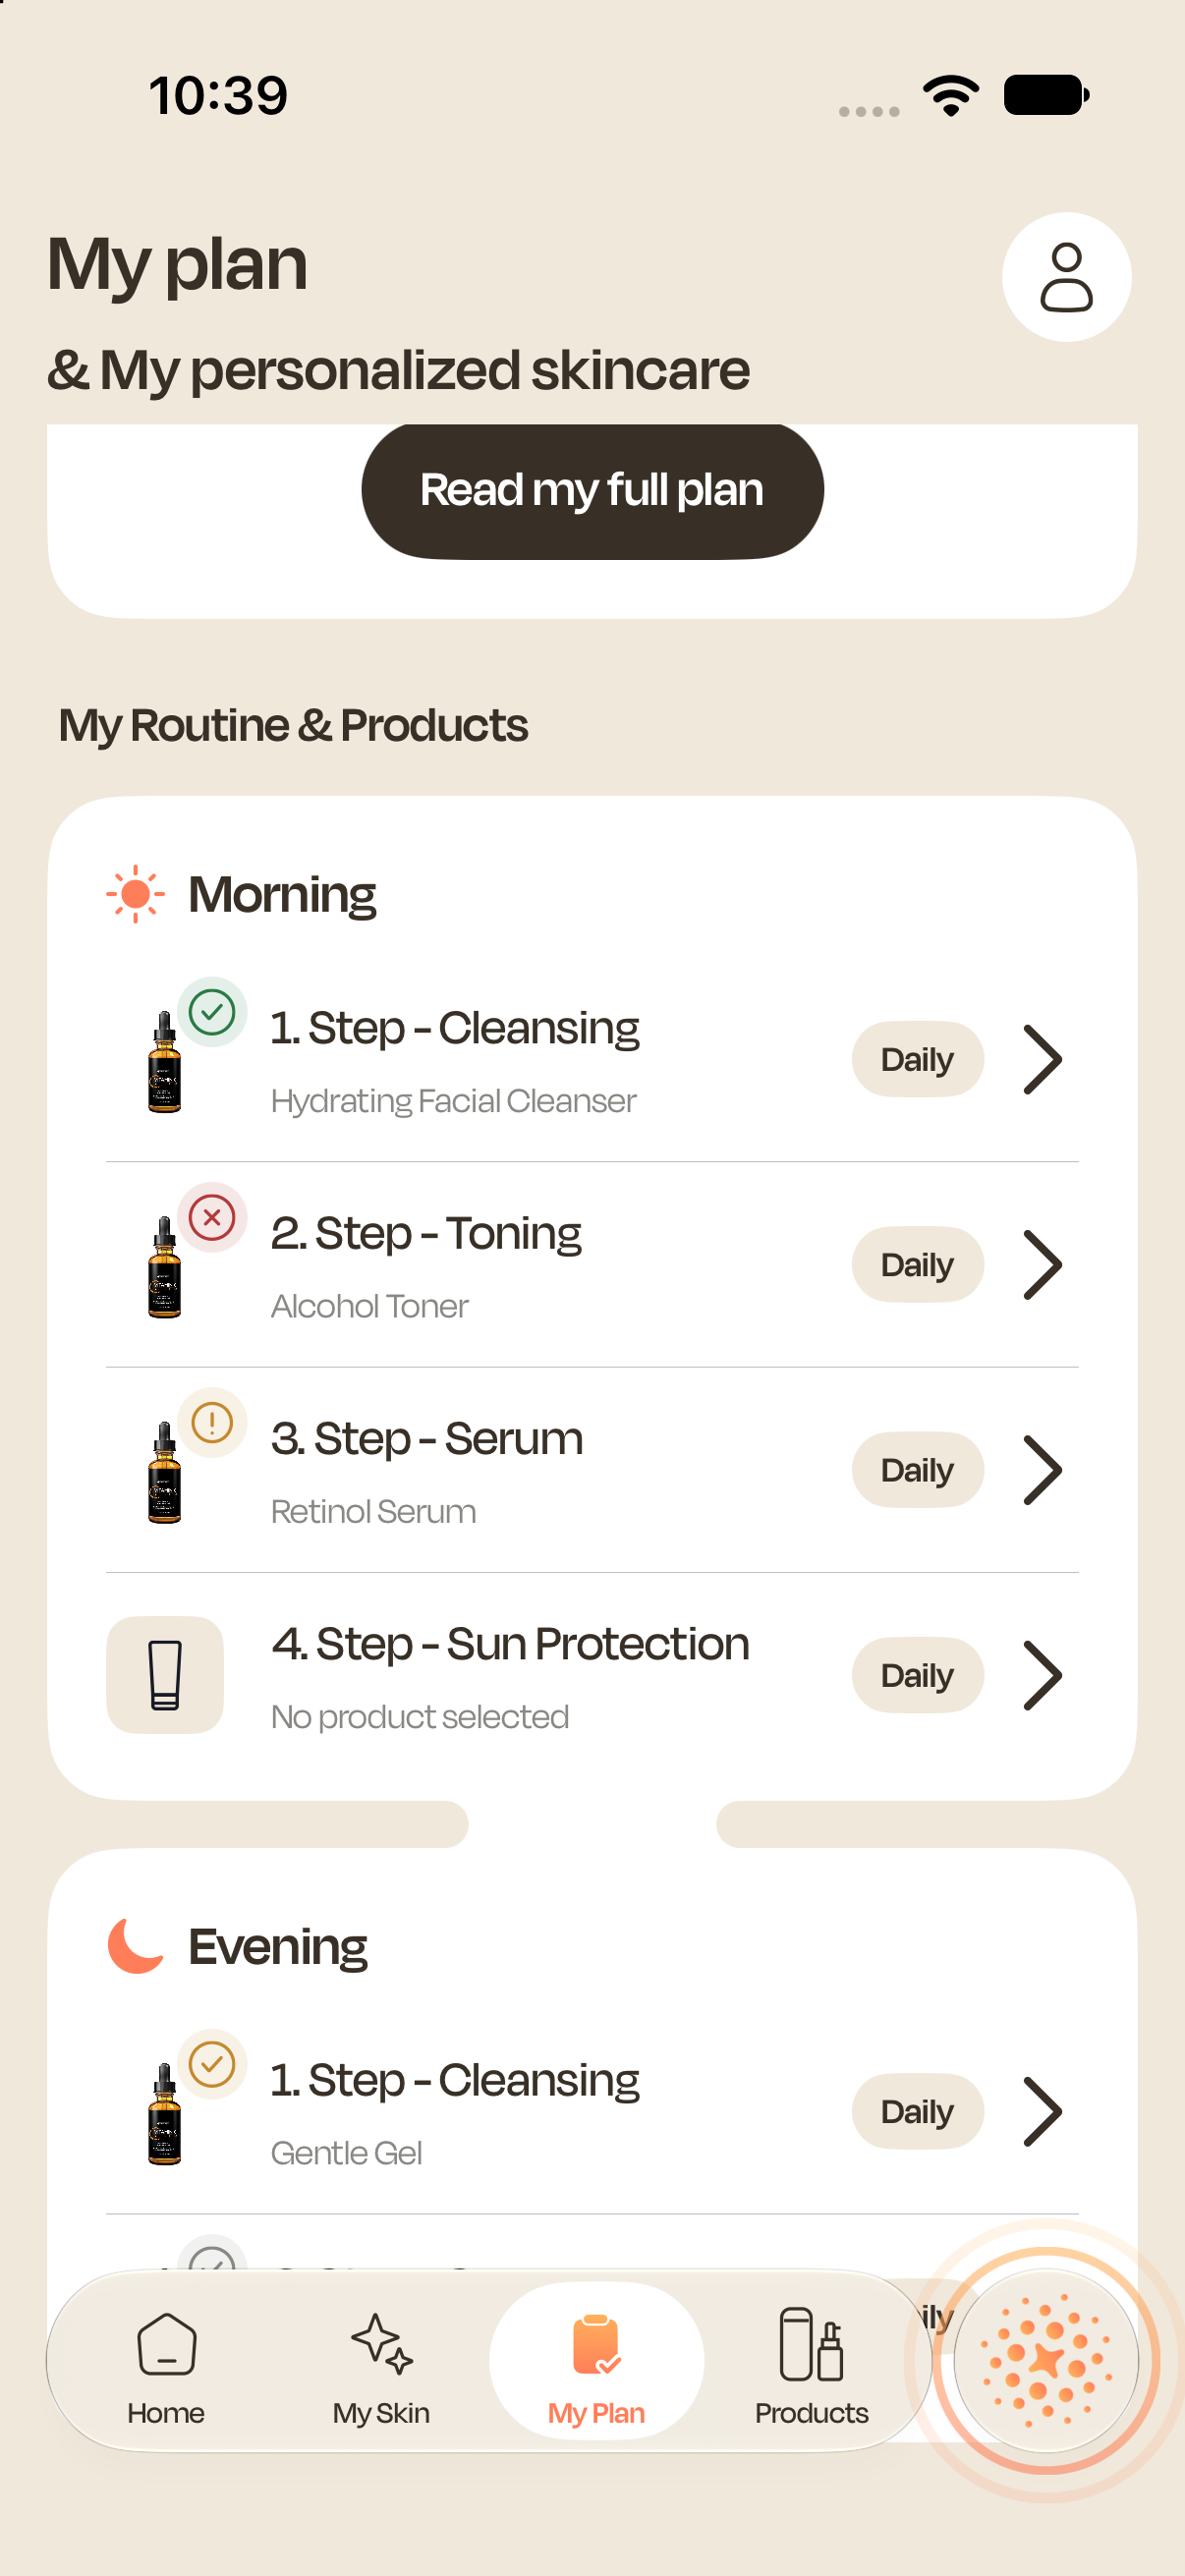 10:39
My plan
& My personalized skincare
Read my full plan
My Routine & Products
Morning
1. Step - Cleansing
Hydrating Facial Cleanser
Daily
2. Step - Toning
Alcohol Toner
Daily
3. Step - Serum
Retinol Serum
Daily
4. Step - Sun Protection
No product selected
Daily
Evening
1. Step - Cleansing
Gentle Gel
Daily
Home
My Skin
My Plan
Products